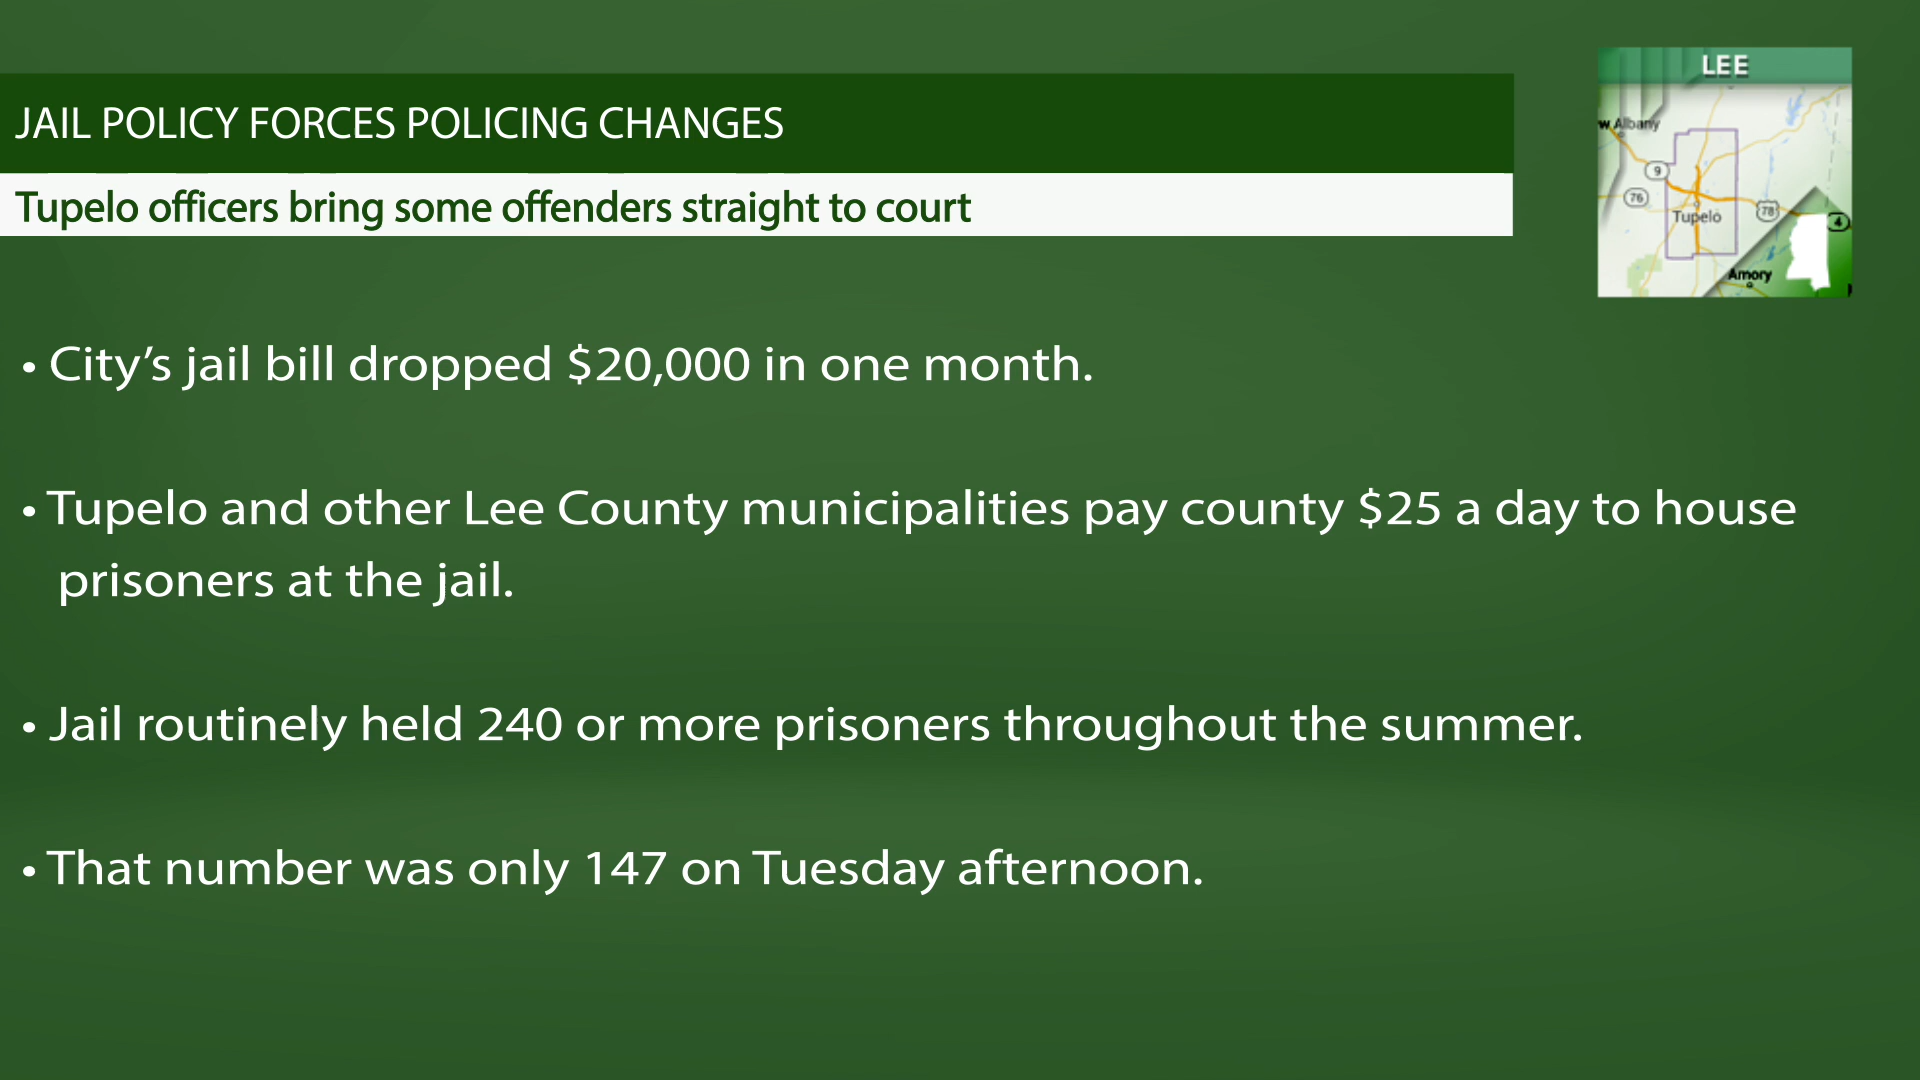 LEE
JAIL POLICY FORCES POLICING CHANGES
Tupelo officers bring some offenders straight to court
w Albany
9
76
78
Tupelo
4
Amory
• City’s jail bill dropped $20,000 in one month.
• Tupelo and other Lee County municipalities pay county $25 a day to house
prisoners at the jail.
• Jail routinely held 240 or more prisoners throughout the summer.
• That number was only 147 on Tuesday afternoon.